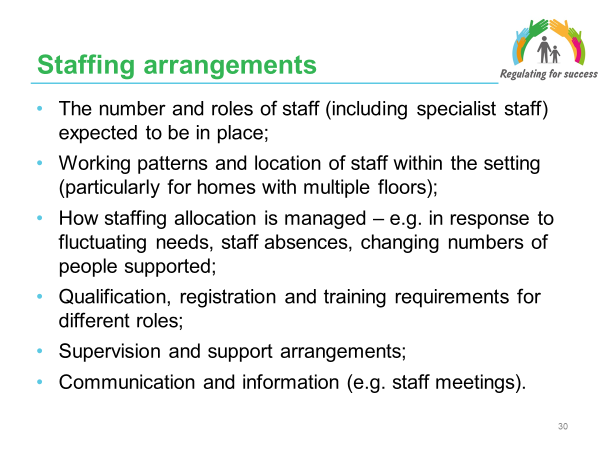 Regulating for success
Staffing arrangements
• The number and roles of staff (including specialist staff)
expected to be in place;
• Working patterns and location of staff within the setting
(particularly for homes with multiple floors);
• How staffing allocation is managed – e.g. in response to
fluctuating needs, staff absences, changing numbers of
people supported;
• Qualification, registration and training requirements for
different roles;
• Supervision and support arrangements;
• Communication and information (e.g. staff meetings).
30